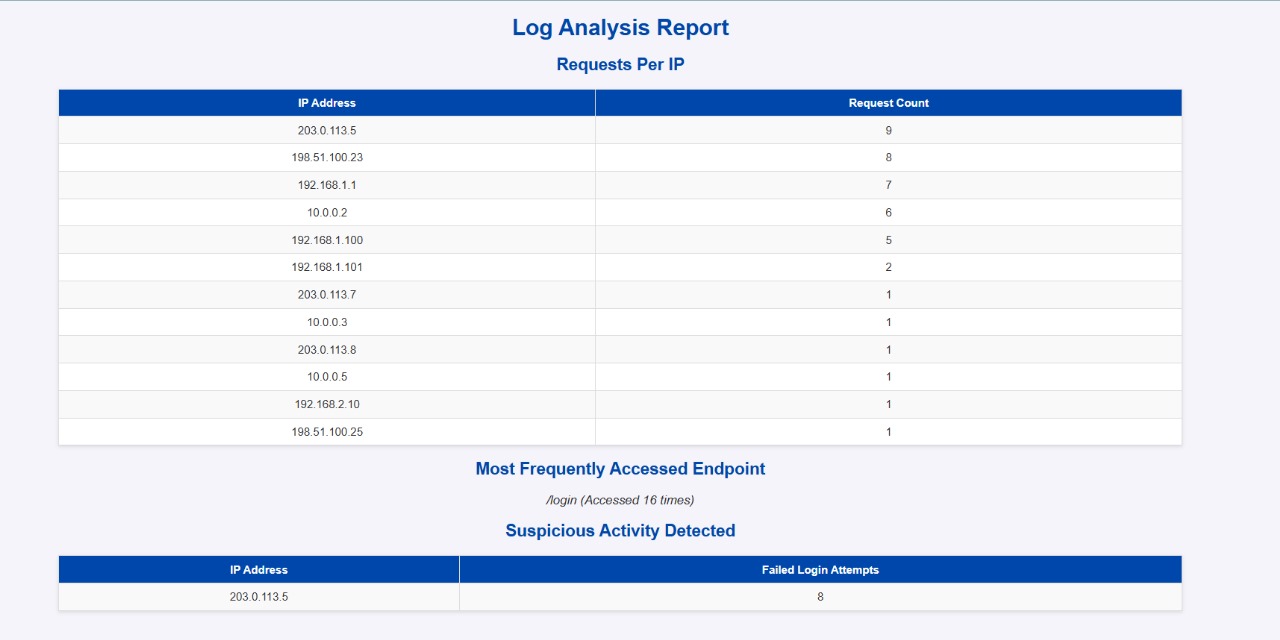 Log Analysis Report
Requests Per IP
IP Address Request Count
203.0.113.5 9
198.51.100.23 8
192.168.1.1 7
10.0.0.2 6
192.168.1.100 5
192.168.1.101 2
203.0.113.7 1
10.0.0.3 1
203.0.113.8 1
10.0.0.5 1
192.168.2.10 1
198.51.100.25 1
Most Frequently Accessed Endpoint
/login (Accessed 16 times)
Suspicious Activity Detected
IP Address Failed Login Attempts
203.0.113.5 8